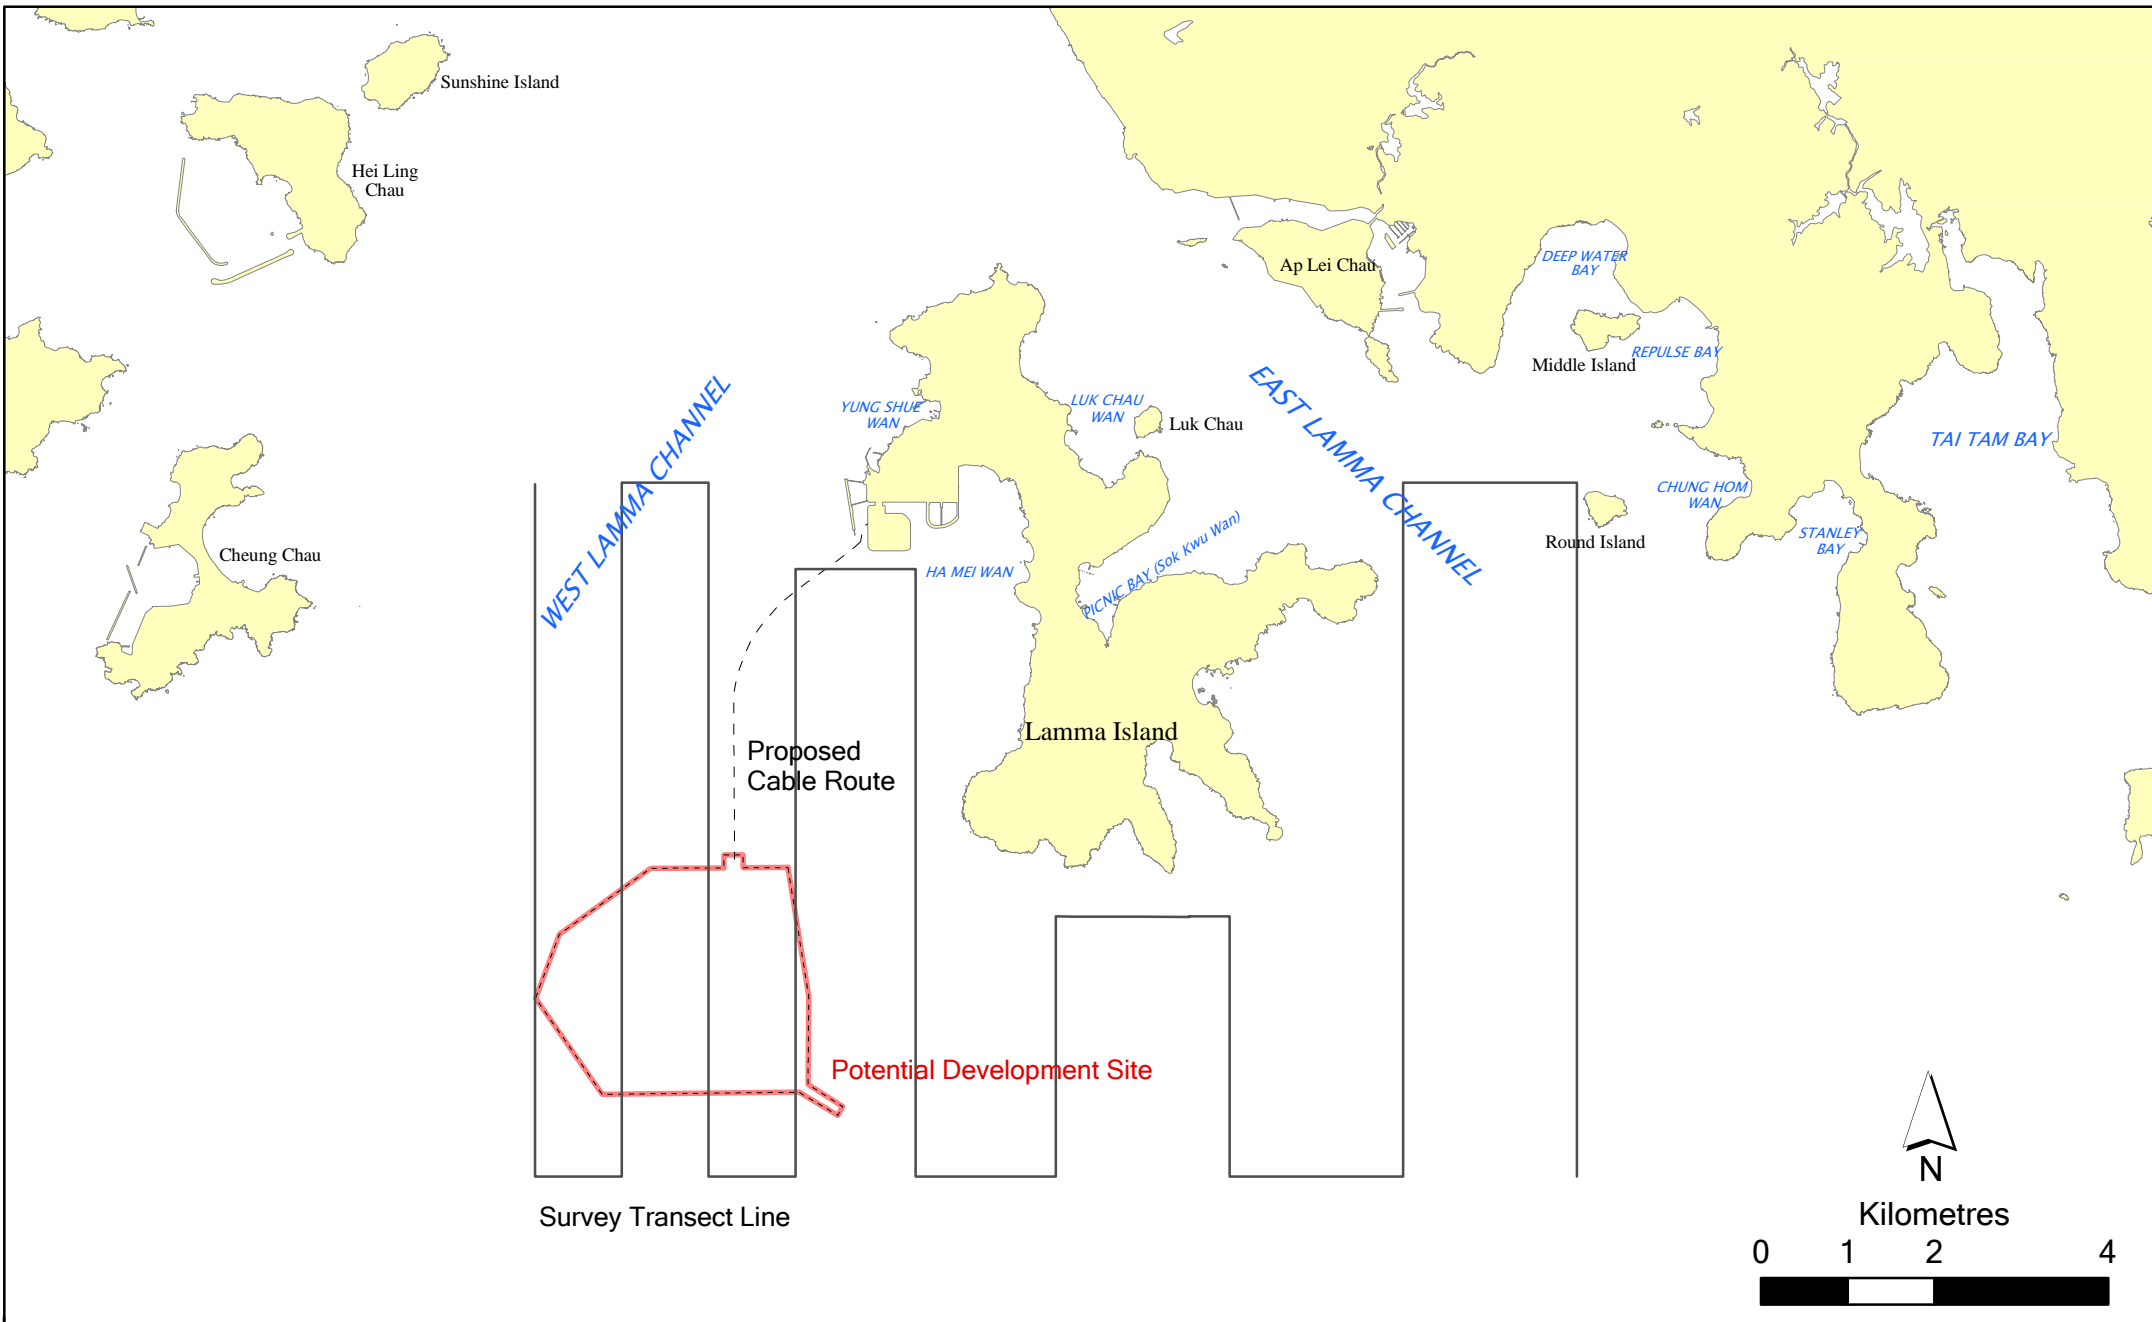 Sunshine Island
Hei Ling
Chau
Ap Lei Chau
DEEP WATER
BAY
Middle Island
REPULSE BAY
WEST LAMMA CHANNEL
YUNG SHUE
WAN
LUK CHAU
WAN
Luk Chau
EAST LAMMA CHANNEL
TAI TAM BAY
CHUNG HOM
WAN
STANLEY
BAY
Round Island
Cheung Chau
HA MEI WAN
PICNIC BAY (Sok Kwu Wan)
Lamma Island
Proposed
Cable Route
Potential Development Site
Survey Transect Line
N
Kilometres
0 1 2 4